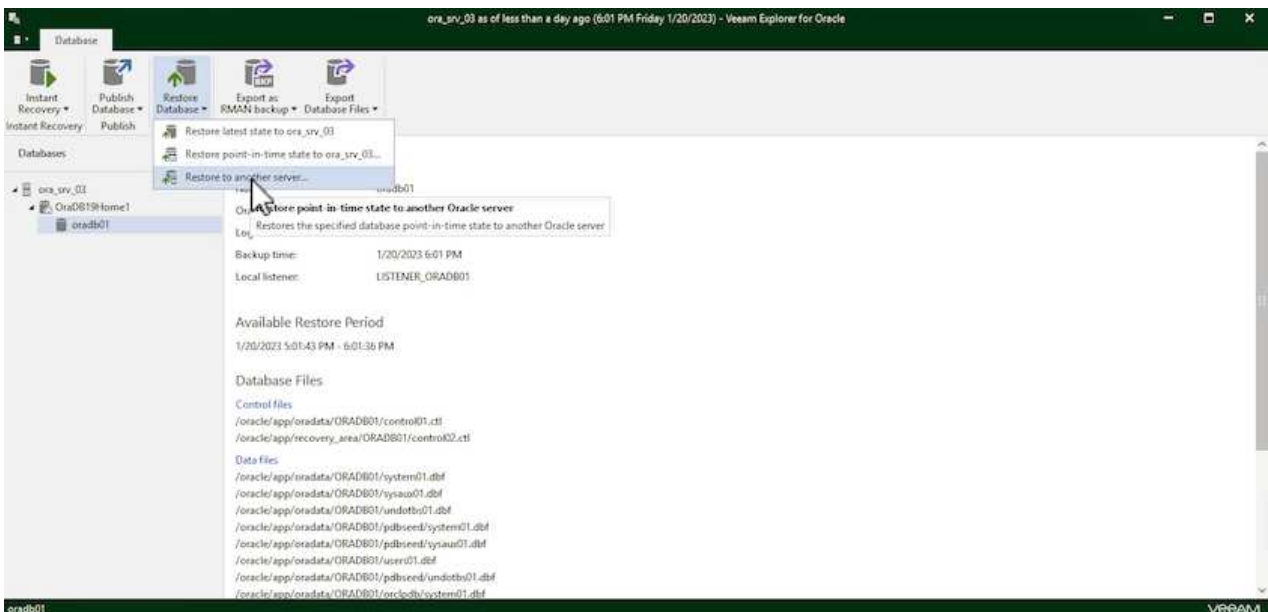 ora_srv_03 as of less than a day ago (6:01 PM Friday 1/20/2023) - Veeam Explorer for Oracle
Database
Instant Recovery
Publish Database
Restore Database
Export as RMAN backup
Export Database Files
Instant Recovery
Publish
Restore latest state to ora_srv_03
Restore point-in-time state to ora_srv_03...
Restore to another server...
Databases
ora_srv_03
OraDB19Home1
oradb01
oradb01
Restore point-in-time state to another Oracle server
Restores the specified database point-in-time state to another Oracle server
Backup time: 1/20/2023 6:01 PM
Local listener: LISTENER_ORADB01
Available Restore Period
1/20/2023 5:01:43 PM - 6:01:36 PM
Database Files
Control files
/oracle/app/oradata/ORADB01/control01.ctl
/oracle/app/recovery_area/ORADB01/control02.ctl
Data files
/oracle/app/oradata/ORADB01/system01.dbf
/oracle/app/oradata/ORADB01/sysaux01.dbf
/oracle/app/oradata/ORADB01/undotbs01.dbf
/oracle/app/oradata/ORADB01/pdbseed/system01.dbf
/oracle/app/oradata/ORADB01/pdbseed/sysaux01.dbf
/oracle/app/oradata/ORADB01/users01.dbf
/oracle/app/oradata/ORADB01/pdbseed/undotbs01.dbf
/oracle/app/oradata/ORADB01/orclpdb/system01.dbf
oradb01
VEEAM